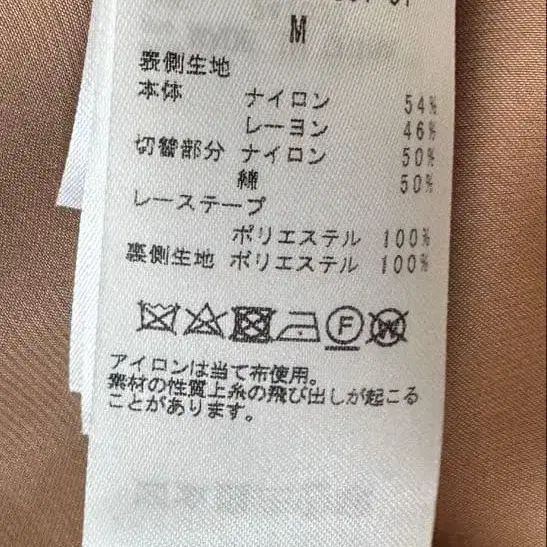 M
表側生地
本体 ナイロン 54%
レーヨン 46%
切替部分 ナイロン 50%
綿 50%
レーステープ
ポリエステル 100%
裏側生地 ポリエステル 100%
F W
アイロンは当て布使用。
素材の性質上糸の飛び出しが起こる
ことがあります。